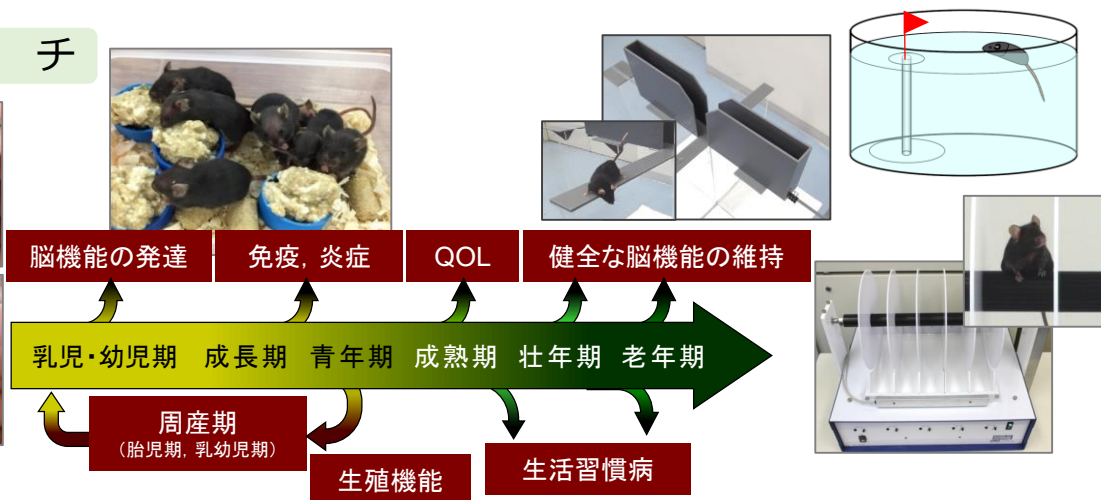 チ
脳機能の発達
免疫, 炎症
QOL
健全な脳機能の維持
乳児・幼児期
成長期
青年期
成熟期
壮年期
老年期
周産期
(胎児期, 乳幼児期)
生殖機能
生活習慣病